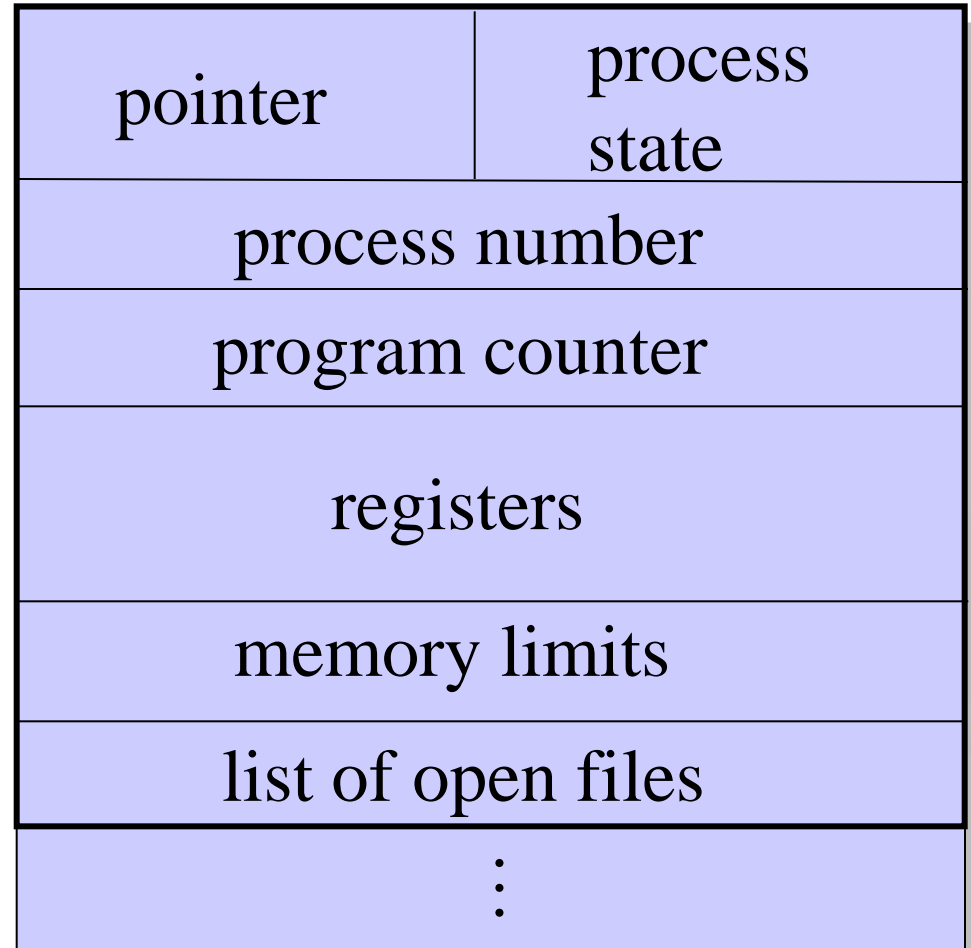 pointer
process
state
process number
program counter
registers
memory limits
list of open files
⋮